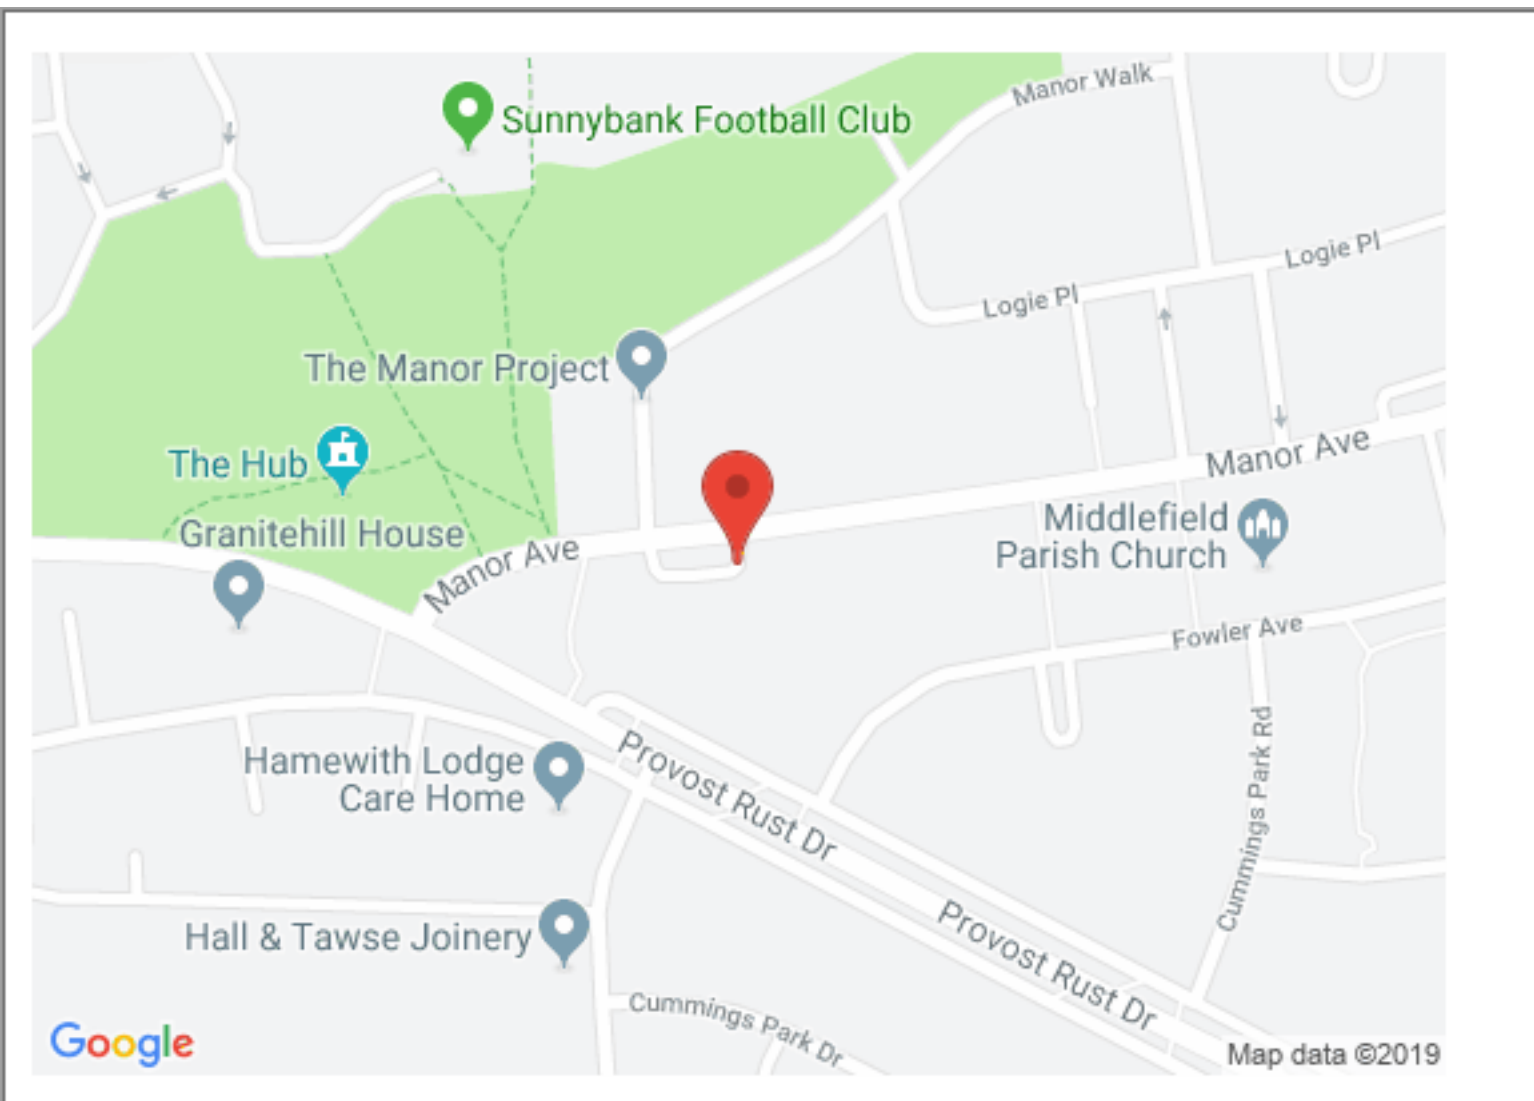 Manor Walk
Sunnybank Football Club
Logie Pl
Logie Pl
The Manor Project
Manor Ave
The Hub
Middlefield
Parish Church
Granitehill House
Manor Ave
Fowler Ave
Hamewith Lodge
Care Home
Provost Rust Dr
Cummings Park Rd
Hall & Tawse Joinery
Provost Rust Dr
Cummings Park Dr
Google
Map data ©2019